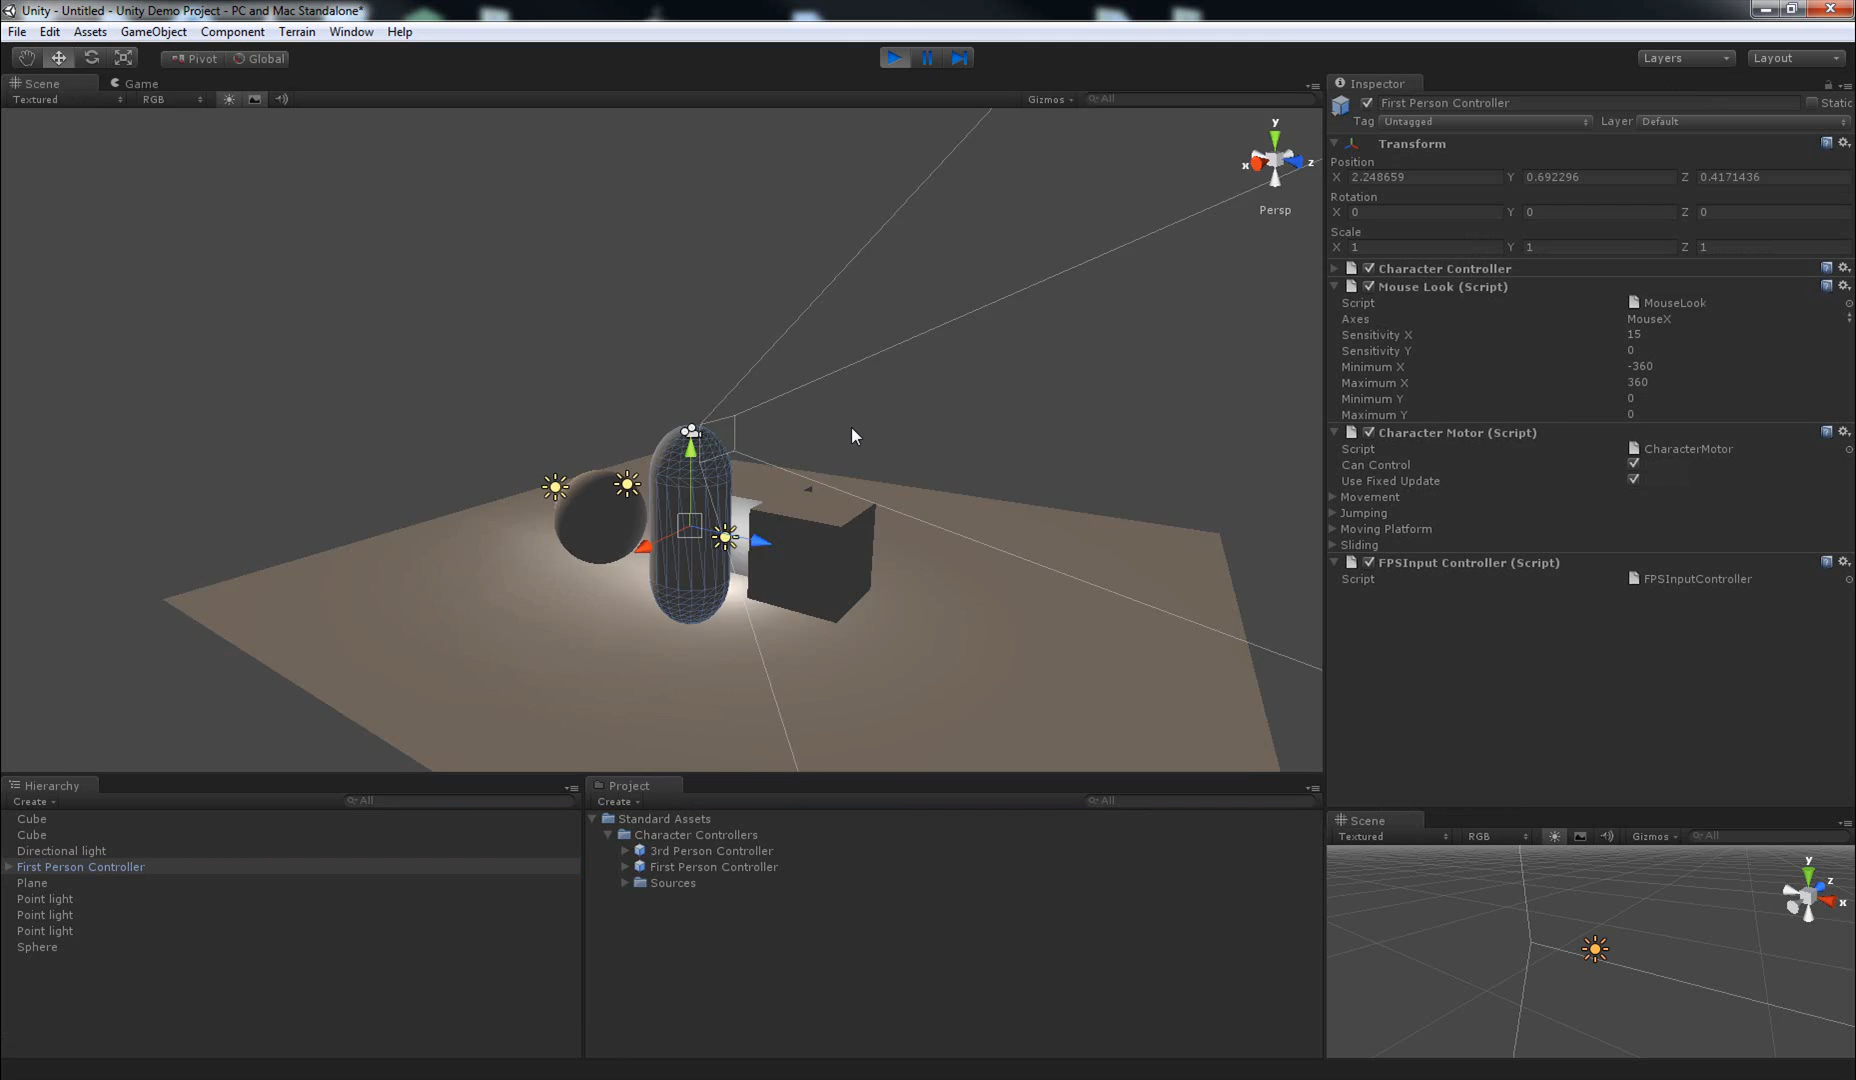 Unity - Untitled - Unity Demo Project - PC and Mac Standalone*
File Edit Assets GameObject Component Terrain Window Help
Pivot Global Layers Layout
Scene Game
Textured RGB Gizmos All
y
x z
Persp
Inspector
First Person Controller Static
Tag Untagged Layer Default
Transform
Position
X 2.248659 Y 0.692296 Z 0.4171436
Rotation
X 0 Y 0 Z 0
Scale
X 1 Y 1 Z 1
Character Controller
Mouse Look (Script)
Script MouseLook
Axes MouseX
Sensitivity X 15
Sensitivity Y 0
Minimum X -360
Maximum X 360
Minimum Y 0
Maximum Y 0
Character Motor (Script)
Script CharacterMotor
Can Control
Use Fixed Update
Movement
Jumping
Moving Platform
Sliding
FPSInput Controller (Script)
Script FPSInputController
Hierarchy
Create All
Cube
Cube
Directional light
First Person Controller
Plane
Point light
Point light
Point light
Sphere
Project
Create All
Standard Assets
Character Controllers
3rd Person Controller
First Person Controller
Sources
Scene
Textured RGB Gizmos All
y
z
x